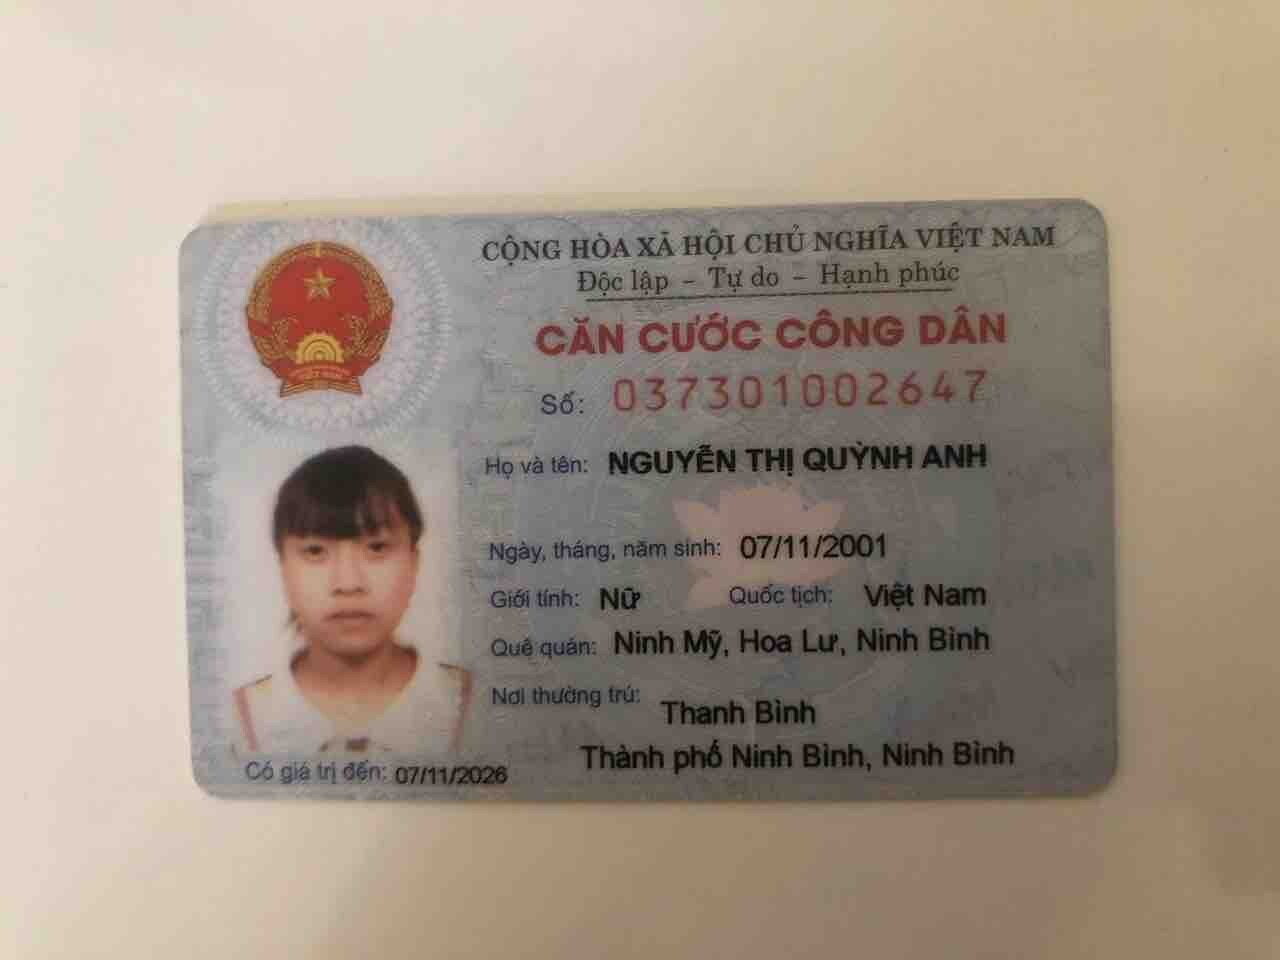 CỘNG HÒA XÃ HỘI CHỦ NGHĨA VIỆT NAM
Độc lập – Tự do – Hạnh phúc
CĂN CƯỚC CÔNG DÂN
Số: 037301002647
Họ và tên: NGUYỄN THỊ QUỲNH ANH
Ngày, tháng, năm sinh: 07/11/2001
Giới tính: Nữ Quốc tịch: Việt Nam
Quê quán: Ninh Mỹ, Hoa Lư, Ninh Bình
Nơi thường trú: Thanh Bình
Thành phố Ninh Bình, Ninh Bình
Có giá trị đến: 07/11/2026